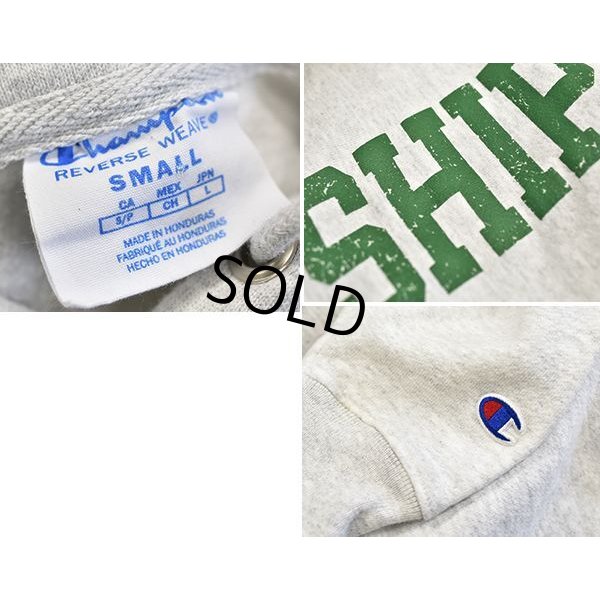 Champion
REVERSE WEAVE
SMALL
CA MEX JPN
S/P CH L
MADE IN HONDURAS
FABRIQUÉ AU HONDURAS
HECHO EN HONDURAS
SHIP
SOLD